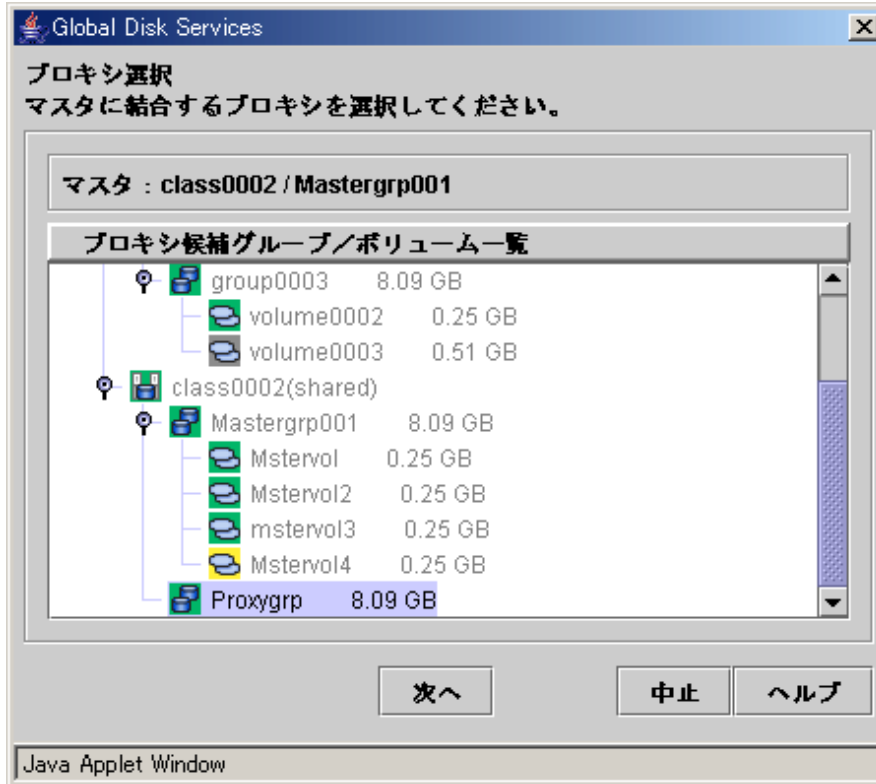 Global Disk Services
プロキシ選択
マスタに結合するプロキシを選択してください。
マスタ : class0002 / Mastergrp001
プロキシ候補グループ／ボリューム一覧
group0003 8.09 GB
volume0002 0.25 GB
volume0003 0.51 GB
class0002(shared)
Mastergrp001 8.09 GB
Mstervol 0.25 GB
Mstervol2 0.25 GB
mstervol3 0.25 GB
Mstervol4 0.25 GB
Proxygrp 8.09 GB
次へ 中止 ヘルプ
Java Applet Window